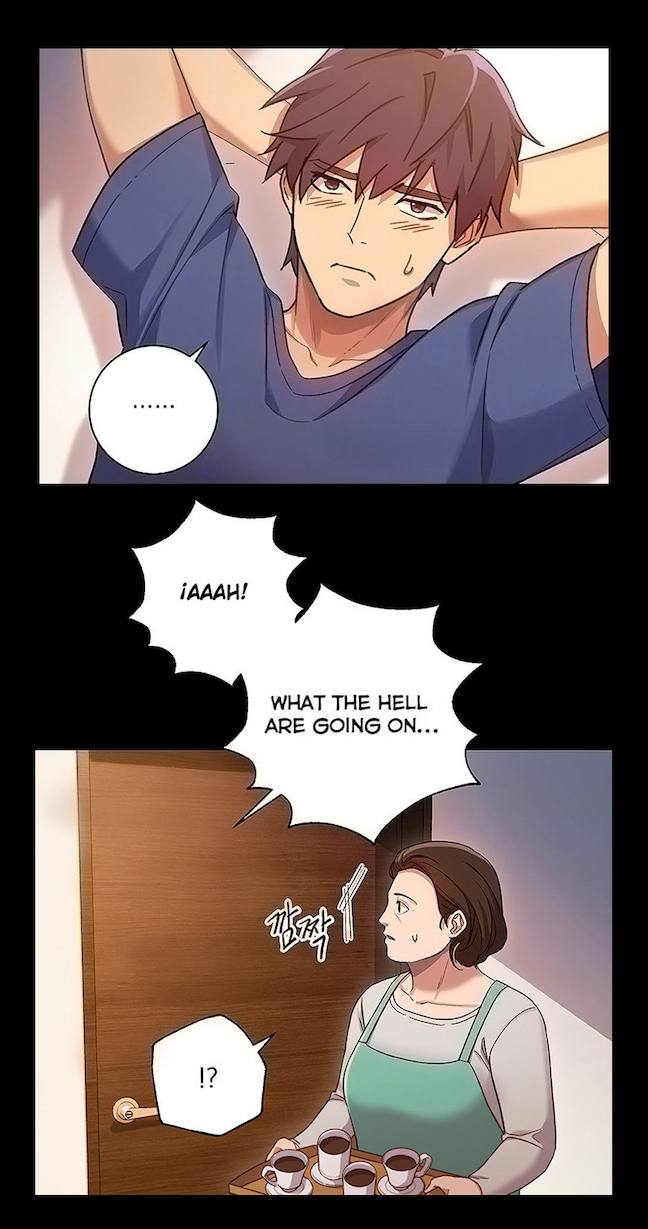 ......
¡AAAH!
WHAT THE HELL
ARE GOING ON...
깜짝
!?